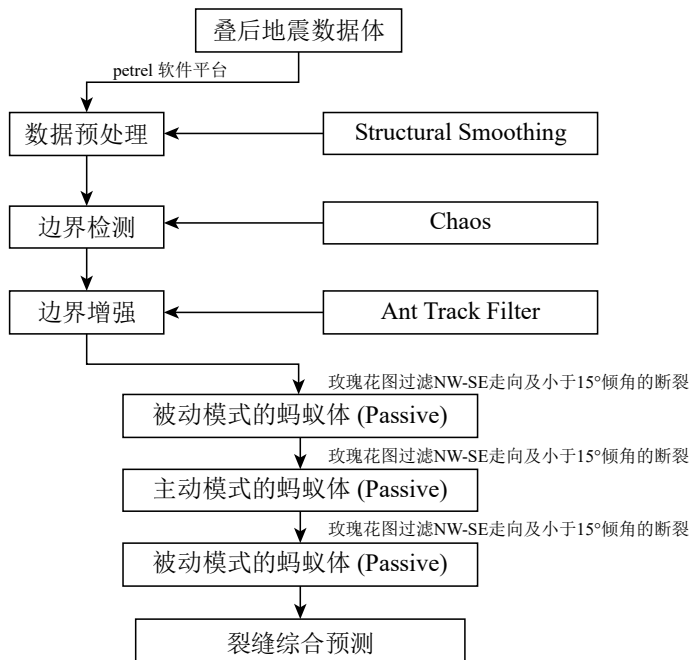 叠后地震数据体
petrel 软件平台
数据预处理
Structural Smoothing
边界检测
Chaos
边界增强
Ant Track Filter
玫瑰花图过滤NW-SE走向及小于15°倾角的断裂
被动模式的蚂蚁体 (Passive)
玫瑰花图过滤NW-SE走向及小于15°倾角的断裂
主动模式的蚂蚁体 (Passive)
玫瑰花图过滤NW-SE走向及小于15°倾角的断裂
被动模式的蚂蚁体 (Passive)
裂缝综合预测